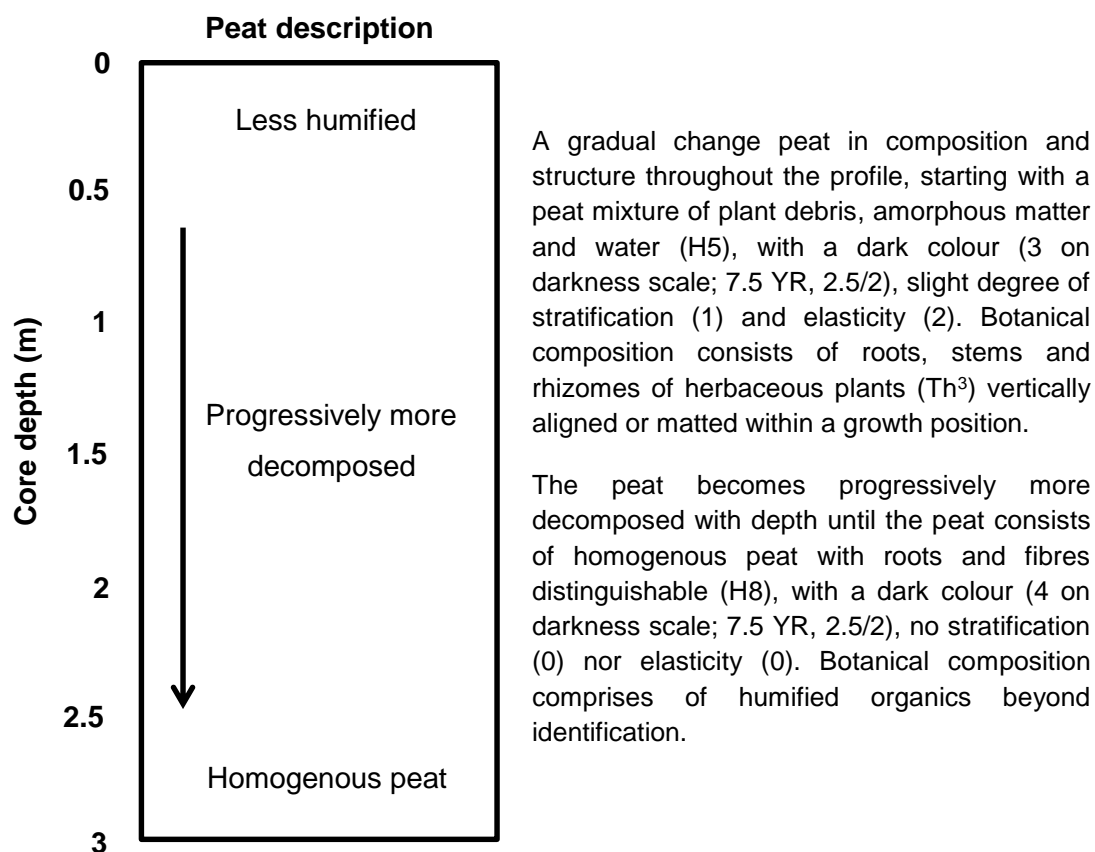 Peat description
0
Less humified
0.5
1
Core depth (m)
Progressively more
1.5
decomposed
2
2.5
Homogenous peat
3
A gradual change peat in composition and
structure throughout the profile, starting with a
peat mixture of plant debris, amorphous matter
and water (H5), with a dark colour (3 on
darkness scale; 7.5 YR, 2.5/2), slight degree of
stratification (1) and elasticity (2). Botanical
composition consists of roots, stems and
rhizomes of herbaceous plants (Th³) vertically
aligned or matted within a growth position.
The peat becomes progressively more
decomposed with depth until the peat consists
of homogenous peat with roots and fibres
distinguishable (H8), with a dark colour (4 on
darkness scale; 7.5 YR, 2.5/2), no stratification
(0) nor elasticity (0). Botanical composition
comprises of humified organics beyond
identification.